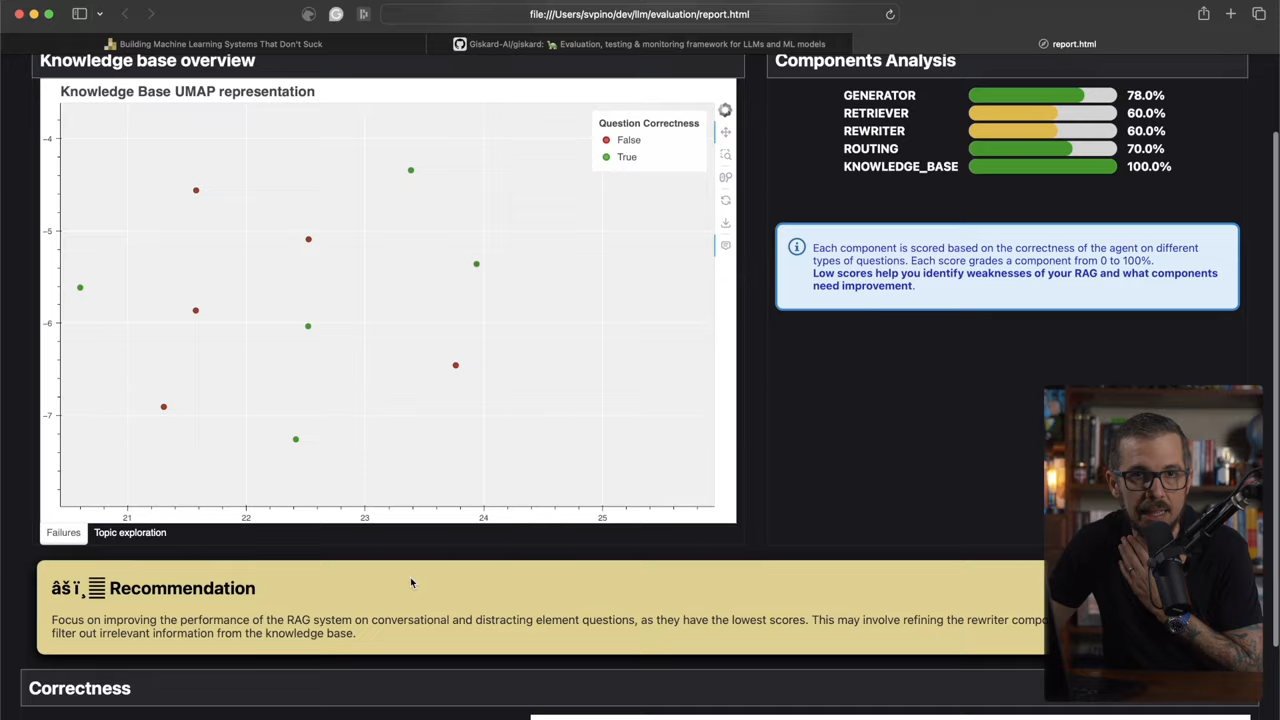 file:///Users/svpino/dev/llm/evaluation/report.html
Building Machine Learning Systems That Don't Suck
Giskard-AI/giskard: 🐢 Evaluation, testing & monitoring framework for LLMs and ML models
report.html
Knowledge base overview
Knowledge Base UMAP representation
Question Correctness
False
True
-4
-5
-6
-7
21
22
23
24
25
Failures
Topic exploration
Components Analysis
GENERATOR 78.0%
RETRIEVER 60.0%
REWRITER 60.0%
ROUTING 70.0%
KNOWLEDGE_BASE 100.0%
Each component is scored based on the correctness of the agent on different
types of questions. Each score grades a component from 0 to 100%.
Low scores help you identify weaknesses of your RAG and what components
need improvement.
âš ï¸ Recommendation
Focus on improving the performance of the RAG system on conversational and distracting element questions, as they have the lowest scores. This may involve refining the rewriter
filter out irrelevant information from the knowledge base.
Correctness